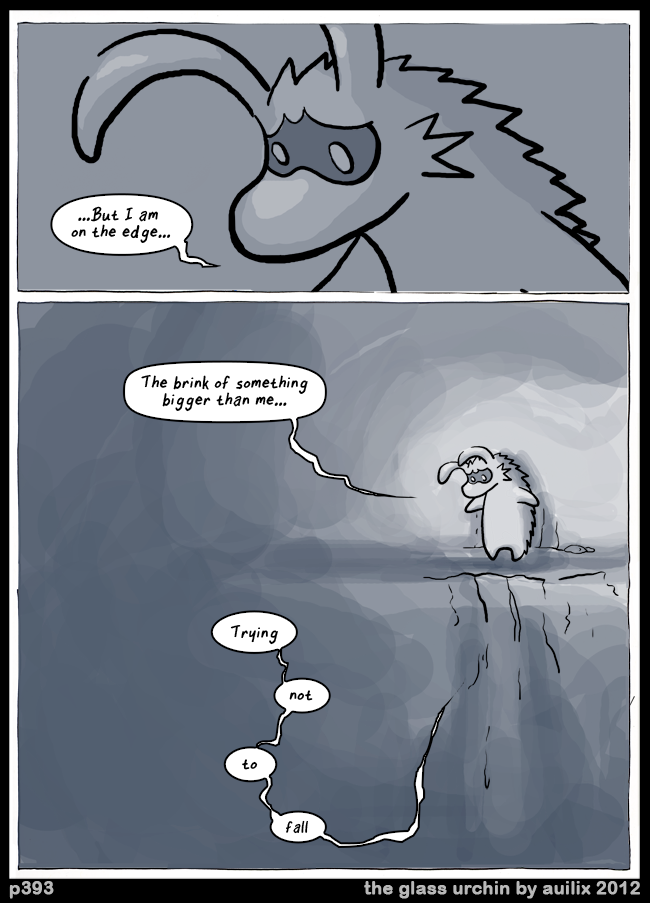 ...But I am
on the edge...
The brink of something
bigger than me...
Trying
not
to
fall
p393
the glass urchin by auilix 2012